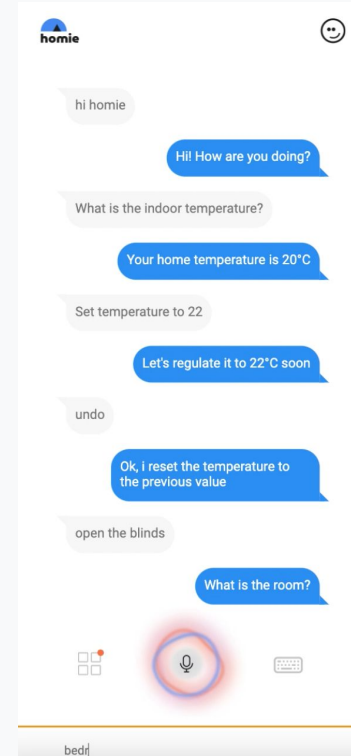 homie
hi homie
Hi! How are you doing?
What is the indoor temperature?
Your home temperature is 20°C
Set temperature to 22
Let's regulate it to 22°C soon
undo
Ok, i reset the temperature to
the previous value
open the blinds
What is the room?
bedr